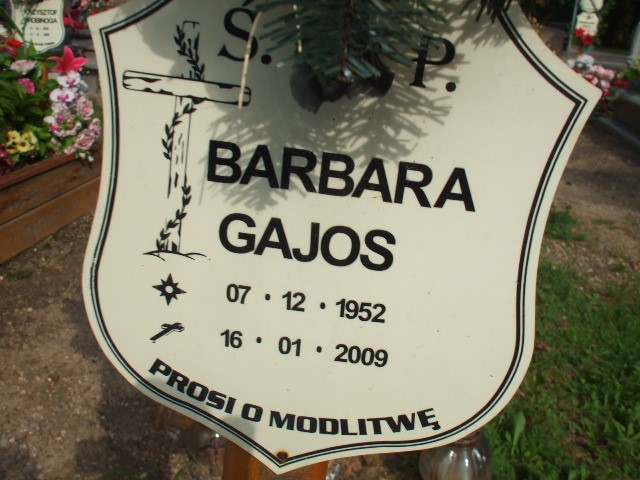 Ś. P.
BARBARA
GAJOS
07 · 12 · 1952
16 · 01 · 2009
PROSI O MODLITWĘ